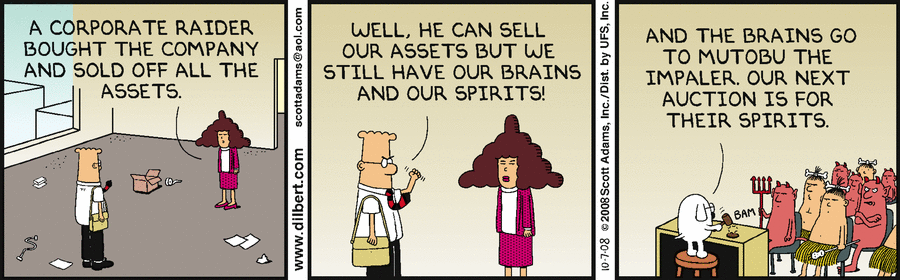 A CORPORATE RAIDER
BOUGHT THE COMPANY
AND SOLD OFF ALL THE
ASSETS.
www.dilbert.com
scottadams@aol.com
WELL, HE CAN SELL
OUR ASSETS BUT WE
STILL HAVE OUR BRAINS
AND OUR SPIRITS!
10-7-08 ©2008 Scott Adams, Inc./Dist. by UFS, Inc.
AND THE BRAINS GO
TO MUTOBU THE
IMPALER. OUR NEXT
AUCTION IS FOR
THEIR SPIRITS.
BAM